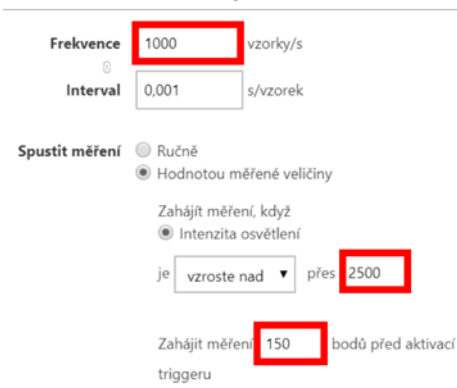 Frekvence 1000 vzorky/s
Interval 0,001 s/vzorek
Spustit měření Ručně
Hodnotou měřené veličiny
Zahájít měření, když
Intenzita osvětlení
je vzroste nad přes 2500
Zahájit měření 150 bodů před aktivací
triggeru